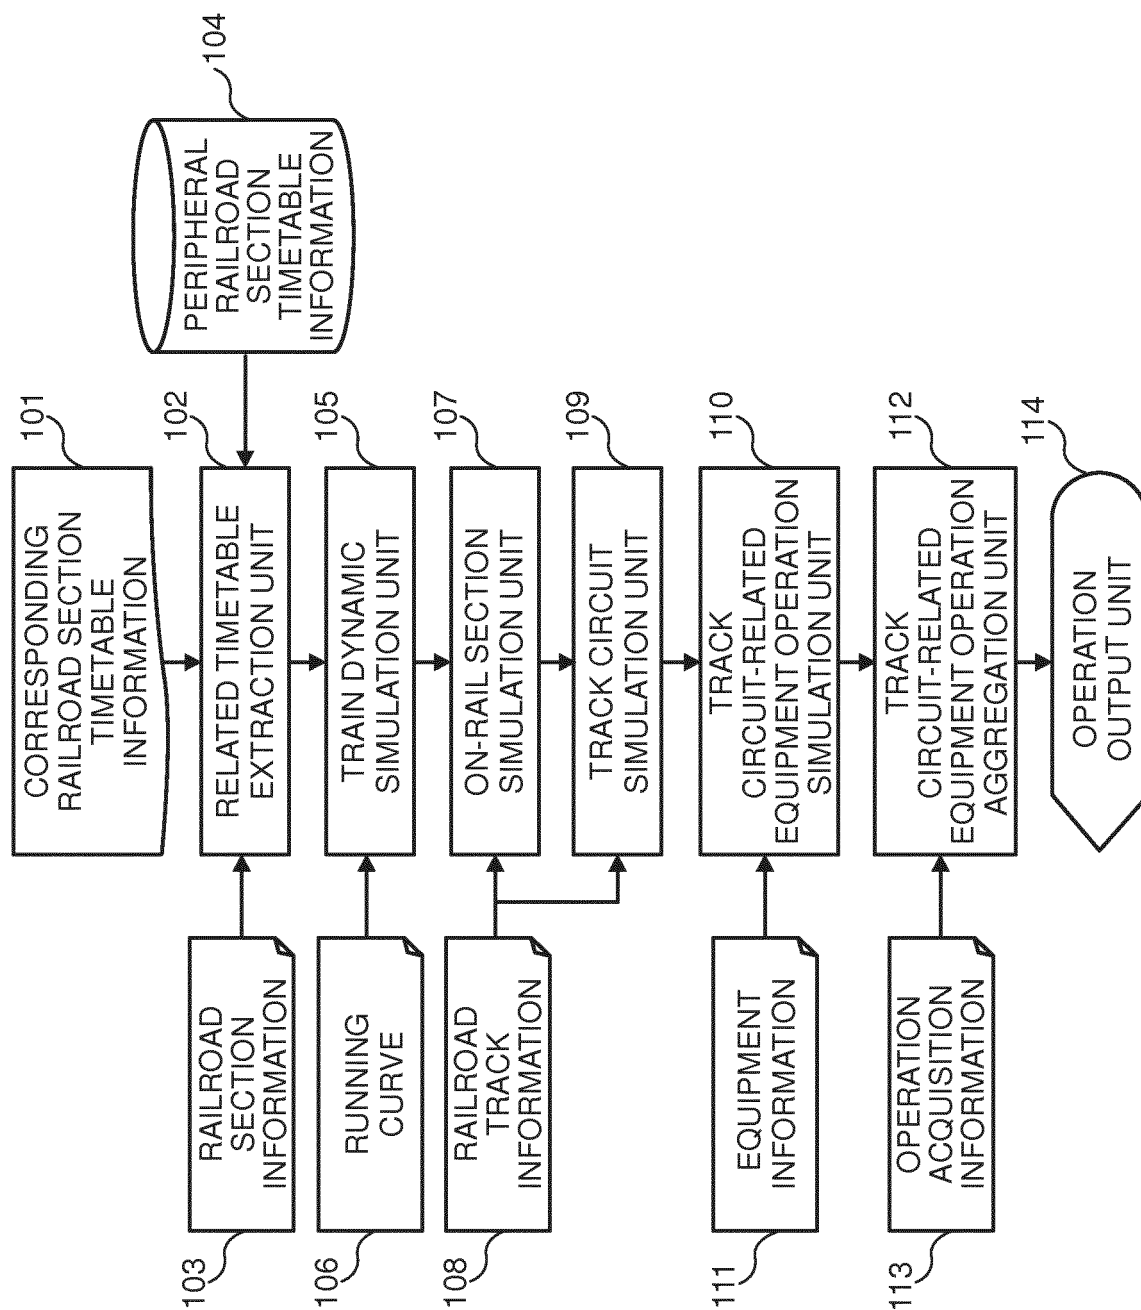 101
CORRESPONDING
RAILROAD SECTION
TIMETABLE
INFORMATION
103
RAILROAD
SECTION
INFORMATION
102
RELATED TIMETABLE
EXTRACTION UNIT
104
PERIPHERAL
RAILROAD
SECTION
TIMETABLE
INFORMATION
106
RUNNING
CURVE
105
TRAIN DYNAMIC
SIMULATION UNIT
108
RAILROAD
TRACK
INFORMATION
107
ON-RAIL SECTION
SIMULATION UNIT
109
TRACK CIRCUIT
SIMULATION UNIT
111
EQUIPMENT
INFORMATION
110
TRACK
CIRCUIT-RELATED
EQUIPMENT OPERATION
SIMULATION UNIT
113
OPERATION
ACQUISITION
INFORMATION
112
TRACK
CIRCUIT-RELATED
EQUIPMENT OPERATION
AGGREGATION UNIT
114
OPERATION
OUTPUT UNIT